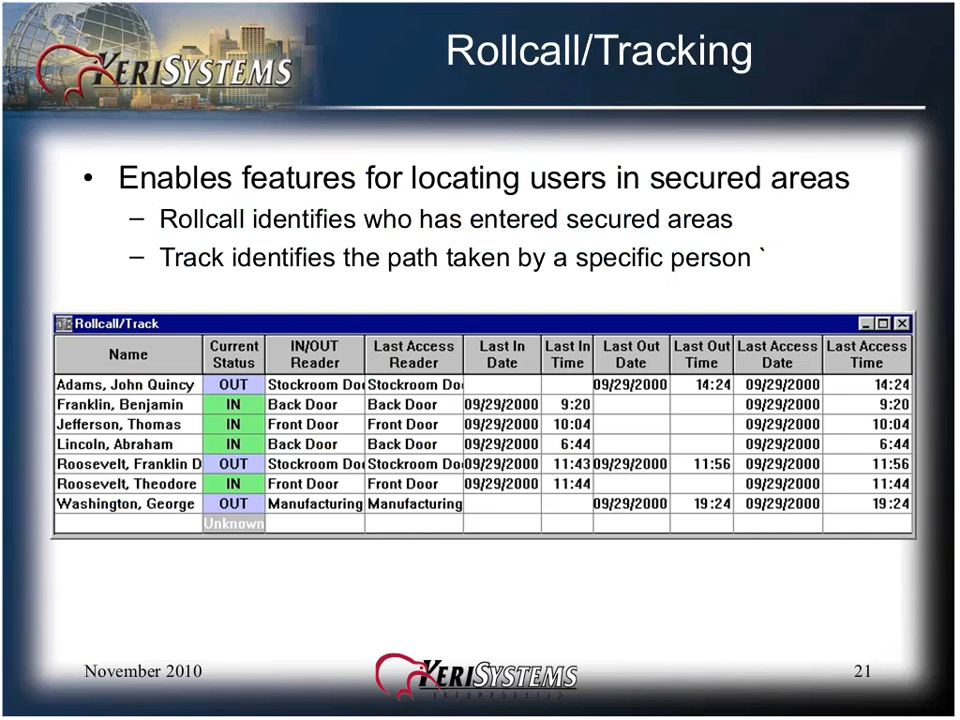 KERISYSTEMS
Rollcall/Tracking
• Enables features for locating users in secured areas
– Rollcall identifies who has entered secured areas
– Track identifies the path taken by a specific person `
Rollcall/Track
Name Current Status IN/OUT Reader Last Access Reader Last In Date Last In Time Last Out Date Last Out Time Last Access Date Last Access Time
Adams, John Quincy OUT Stockroom Doo Stockroom Doo 09/29/2000 14:24 09/29/2000 14:24
Franklin, Benjamin IN Back Door Back Door 09/29/2000 9:20 09/29/2000 9:20
Jefferson, Thomas IN Front Door Front Door 09/29/2000 10:04 09/29/2000 10:04
Lincoln, Abraham IN Back Door Back Door 09/29/2000 6:44 09/29/2000 6:44
Roosevelt, Franklin D OUT Stockroom Doo Stockroom Doo 09/29/2000 11:43 09/29/2000 11:56 09/29/2000 11:56
Roosevelt, Theodore IN Front Door Front Door 09/29/2000 11:44 09/29/2000 11:44
Washington, George OUT Manufacturing Manufacturing 09/29/2000 19:24 09/29/2000 19:24
Unknown
November 2010
KERISYSTEMS
INCORPORATED
21